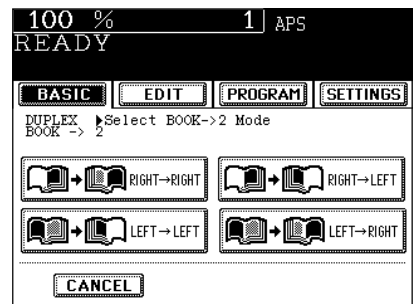 100 % 1 APS
READY
BASIC EDIT PROGRAM SETTINGS
DUPLEX ▶Select BOOK->2 Mode
BOOK -> 2
RIGHT→RIGHT RIGHT→LEFT
LEFT→LEFT LEFT→RIGHT
CANCEL